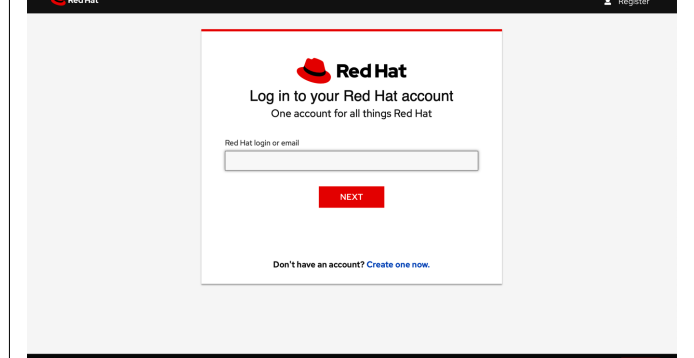 Red Hat
Register
Red Hat
Log in to your Red Hat account
One account for all things Red Hat
Red Hat login or email
NEXT
Don't have an account? Create one now.